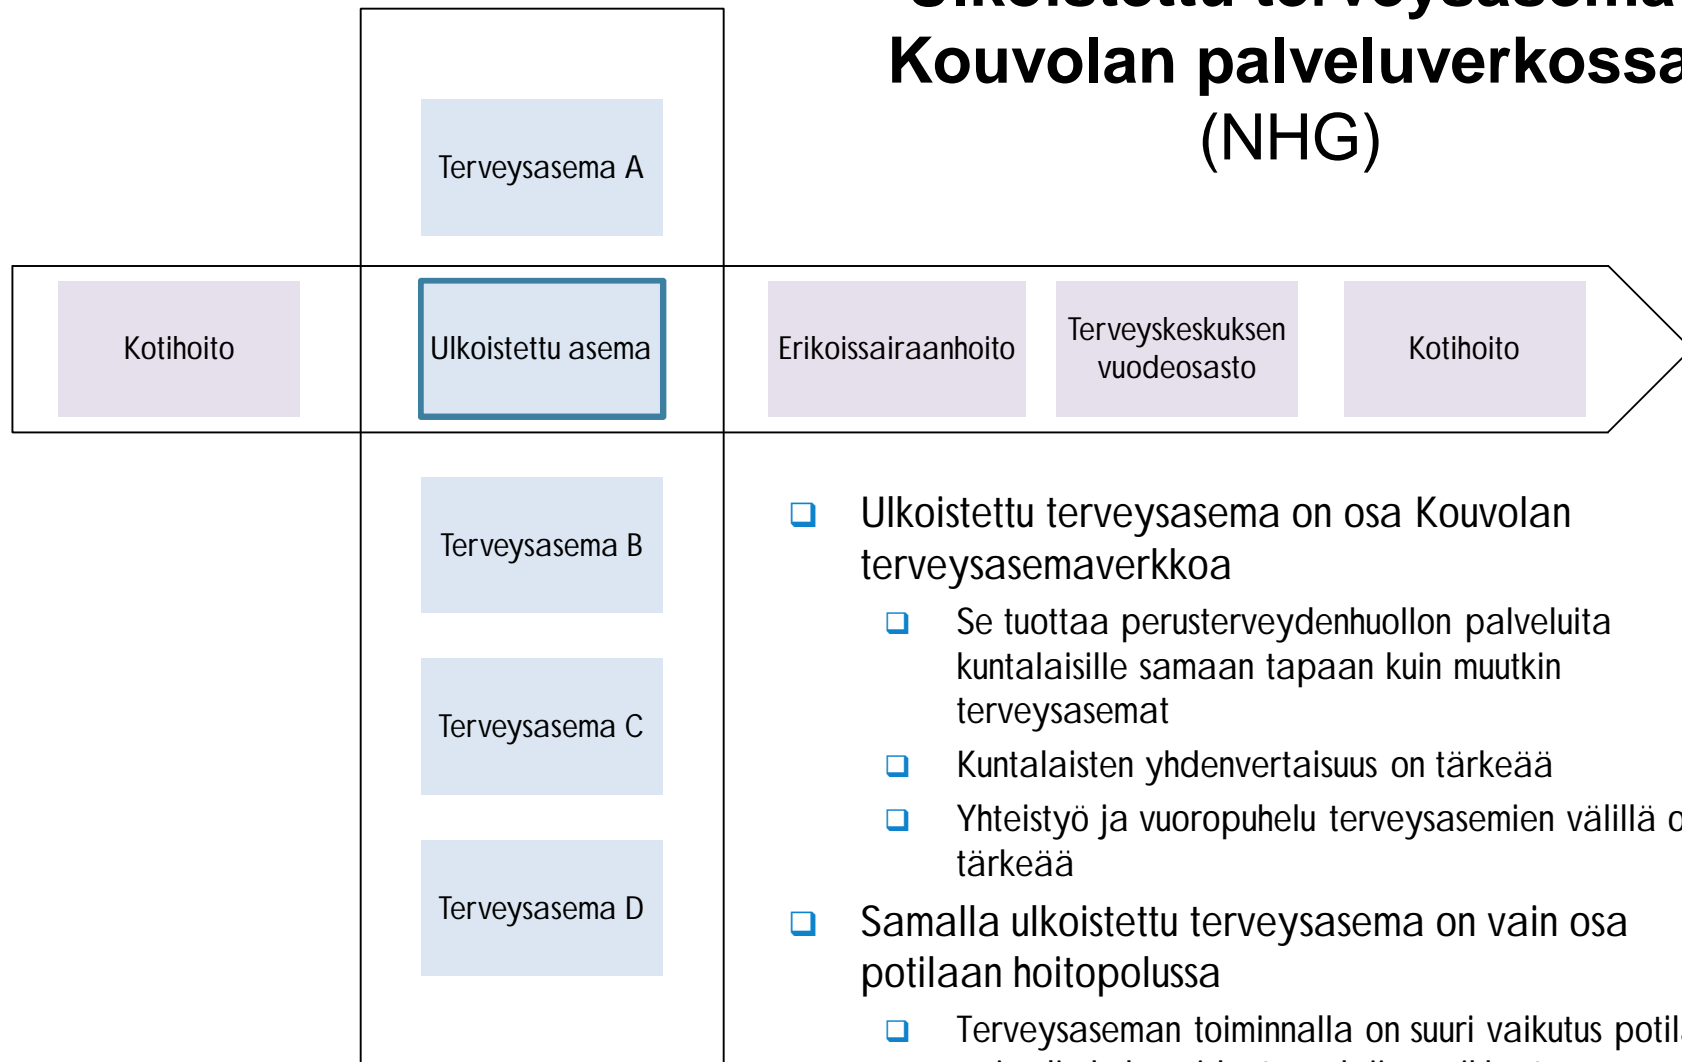 Kouvolan palveluverkossa
(NHG)
Terveysasema A
Kotihoito
Ulkoistettu asema
Erikoissairaanhoito
Terveyskeskuksen
vuodeosasto
Kotihoito
Terveysasema B
Terveysasema C
Terveysasema D
Ulkoistettu terveysasema on osa Kouvolan
terveysasemaverkkoa
Se tuottaa perusterveydenhuollon palveluita
kuntalaisille samaan tapaan kuin muutkin
terveysasemat
Kuntalaisten yhdenvertaisuus on tärkeää
Yhteistyö ja vuoropuhelu terveysasemien välillä
tärkeää
Samalla ulkoistettu terveysasema on vain osa
potilaan hoitopolussa
Terveysaseman toiminnalla on suuri vaikutus